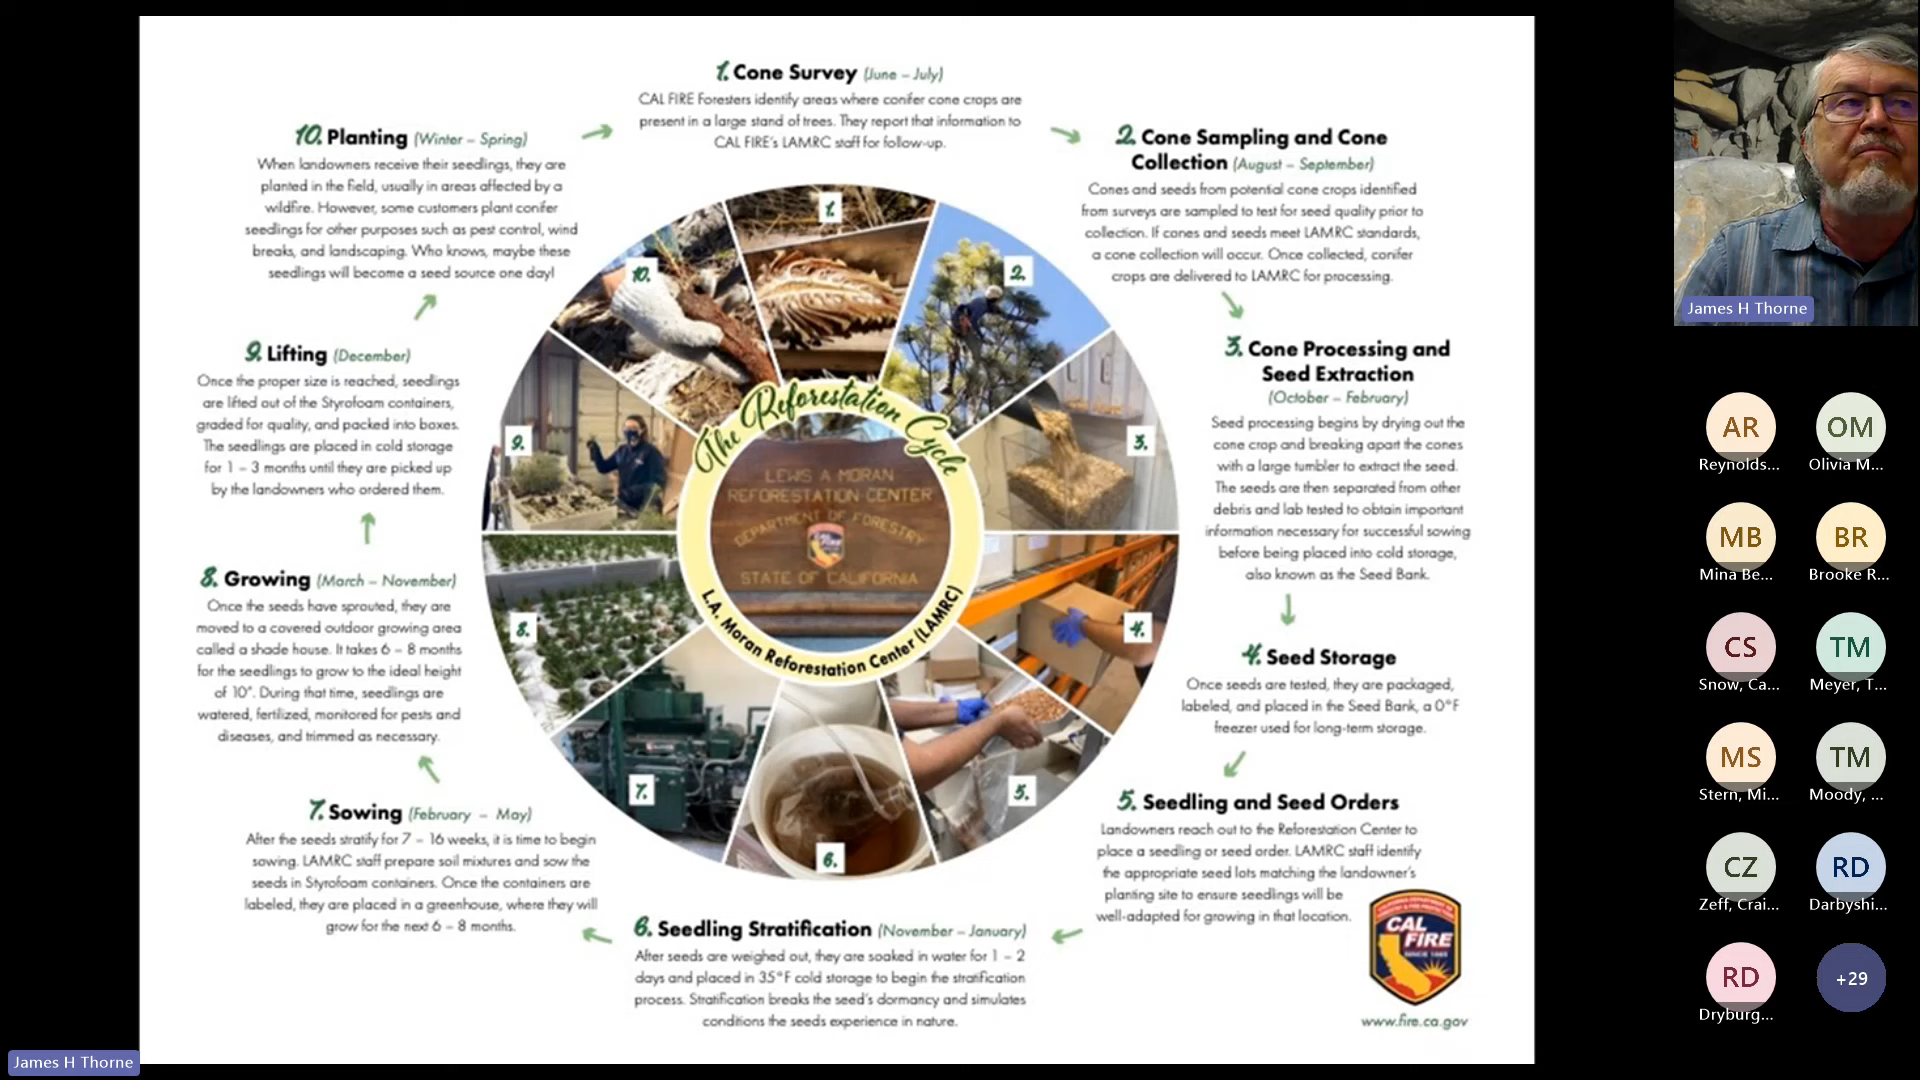 1. Cone Survey (June – July)
CAL FIRE Foresters identify areas where conifer cone crops are
present in a large stand of trees. They report that information to
CAL FIRE's LAMRC staff for follow-up.
2. Cone Sampling and Cone
Collection (August – September)
Cones and seeds from potential cone crops identified
from surveys are sampled to test for seed quality prior to
collection. If cones and seeds meet LAMRC standards,
a cone collection will occur. Once collected, conifer
crops are delivered to LAMRC for processing.
3. Cone Processing and
Seed Extraction
(October – February)
Seed processing begins by drying out the
cone crop and breaking apart the cones
with a large tumbler to extract the seed.
The seeds are then separated from other
debris and lab tested to obtain important
information necessary for successful sowing
before being placed into cold storage,
also known as the Seed Bank.
4. Seed Storage
Once seeds are tested, they are packaged,
labeled, and placed in the Seed Bank, a 0°F
freezer used for long-term storage.
5. Seedling and Seed Orders
Landowners reach out to the Reforestation Center to
place a seedling or seed order. LAMRC staff identify
the appropriate seed lots matching the landowner's
planting site to ensure seedlings will be
well-adapted for growing in that location.
6. Seedling Stratification (November – January)
After seeds are weighed out, they are soaked in water for 1 – 2
days and placed in 35°F cold storage to begin the stratification
process. Stratification breaks the seed's dormancy and simulates
conditions the seeds experience in nature.
7. Sowing (February – May)
After the seeds stratify for 7 – 16 weeks, it is time to begin
sowing. LAMRC staff prepare soil mixtures and sow the
seeds in Styrofoam containers. Once the containers are
labeled, they are placed in a greenhouse, where they will
grow for the next 6 – 8 months.
8. Growing (March – November)
Once the seeds have sprouted, they are
moved to a covered outdoor growing area
called a shade house. It takes 6 – 8 months
for the seedlings to grow to the ideal height
of 10". During that time, seedlings are
watered, fertilized, monitored for pests and
diseases, and trimmed as necessary.
9. Lifting (December)
Once the proper size is reached, seedlings
are lifted out of the Styrofoam containers,
graded for quality, and packed into boxes.
The seedlings are placed in cold storage
for 1 – 3 months until they are picked up
by the landowners who ordered them.
10. Planting (Winter – Spring)
When landowners receive their seedlings, they are
planted in the field, usually in areas affected by a
wildfire. However, some customers plant conifer
seedlings for other purposes such as pest control, wind
breaks, and landscaping. Who knows, maybe these
seedlings will become a seed source one day!
1.
2.
3.
4.
5.
6.
7.
8.
9.
10.
The Reforestation Cycle
LEWIS A MORAN
REFORESTATION CENTER
DEPARTMENT OF FORESTRY
CAL
FIRE
STATE OF CALIFORNIA
L.A. Moran Reforestation Center (LAMRC)
CAL
FIRE
SINCE 1885
www.fire.ca.gov
James H Thorne
James H Thorne
AR
Reynolds...
OM
Olivia M...
MB
Mina Be...
BR
Brooke R...
CS
Snow, Ca...
TM
Meyer, T...
MS
Stern, Mi...
TM
Moody, ...
CZ
Zeff, Crai...
RD
Darbyshi...
RD
Dryburg...
+29